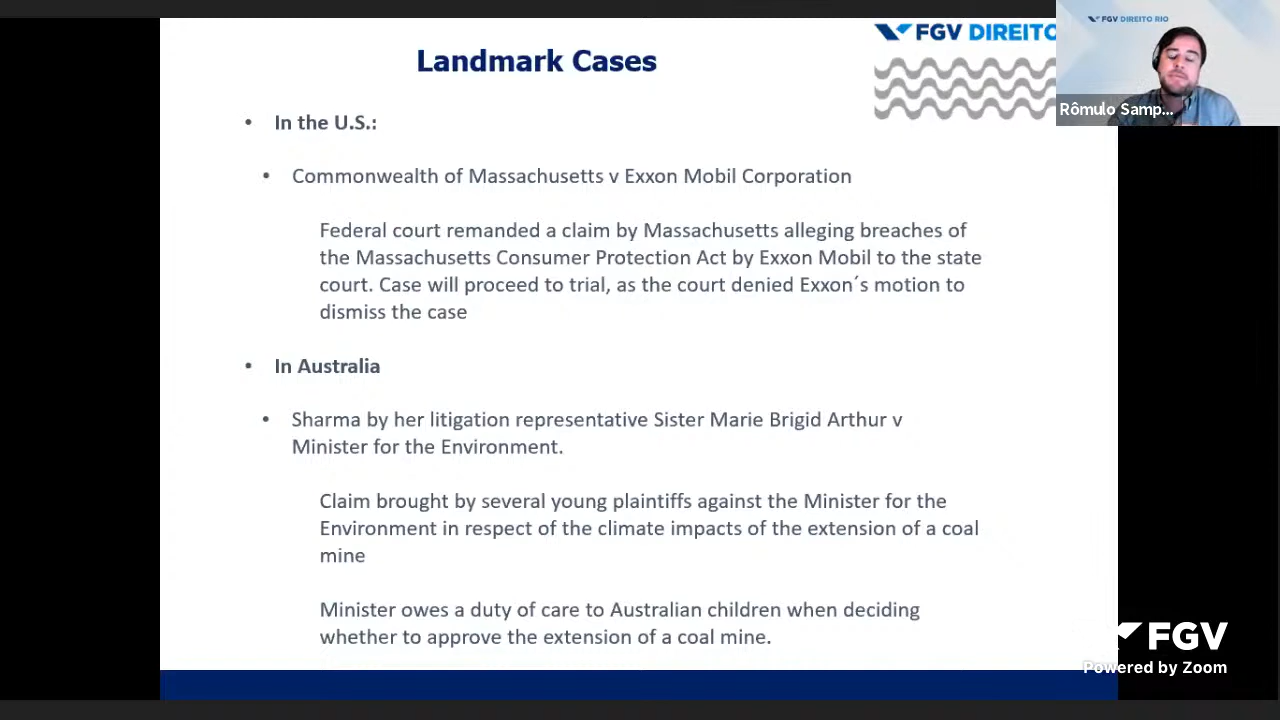 Landmark Cases
FGV DIREITO
FGV DIREITO RIO
Rômulo Samp...
• In the U.S.:
• Commonwealth of Massachusetts v Exxon Mobil Corporation
Federal court remanded a claim by Massachusetts alleging breaches of
the Massachusetts Consumer Protection Act by Exxon Mobil to the state
court. Case will proceed to trial, as the court denied Exxon´s motion to
dismiss the case
• In Australia
• Sharma by her litigation representative Sister Marie Brigid Arthur v
Minister for the Environment.
Claim brought by several young plaintiffs against the Minister for the
Environment in respect of the climate impacts of the extension of a coal
mine
Minister owes a duty of care to Australian children when deciding
whether to approve the extension of a coal mine.
FGV
Powered by Zoom